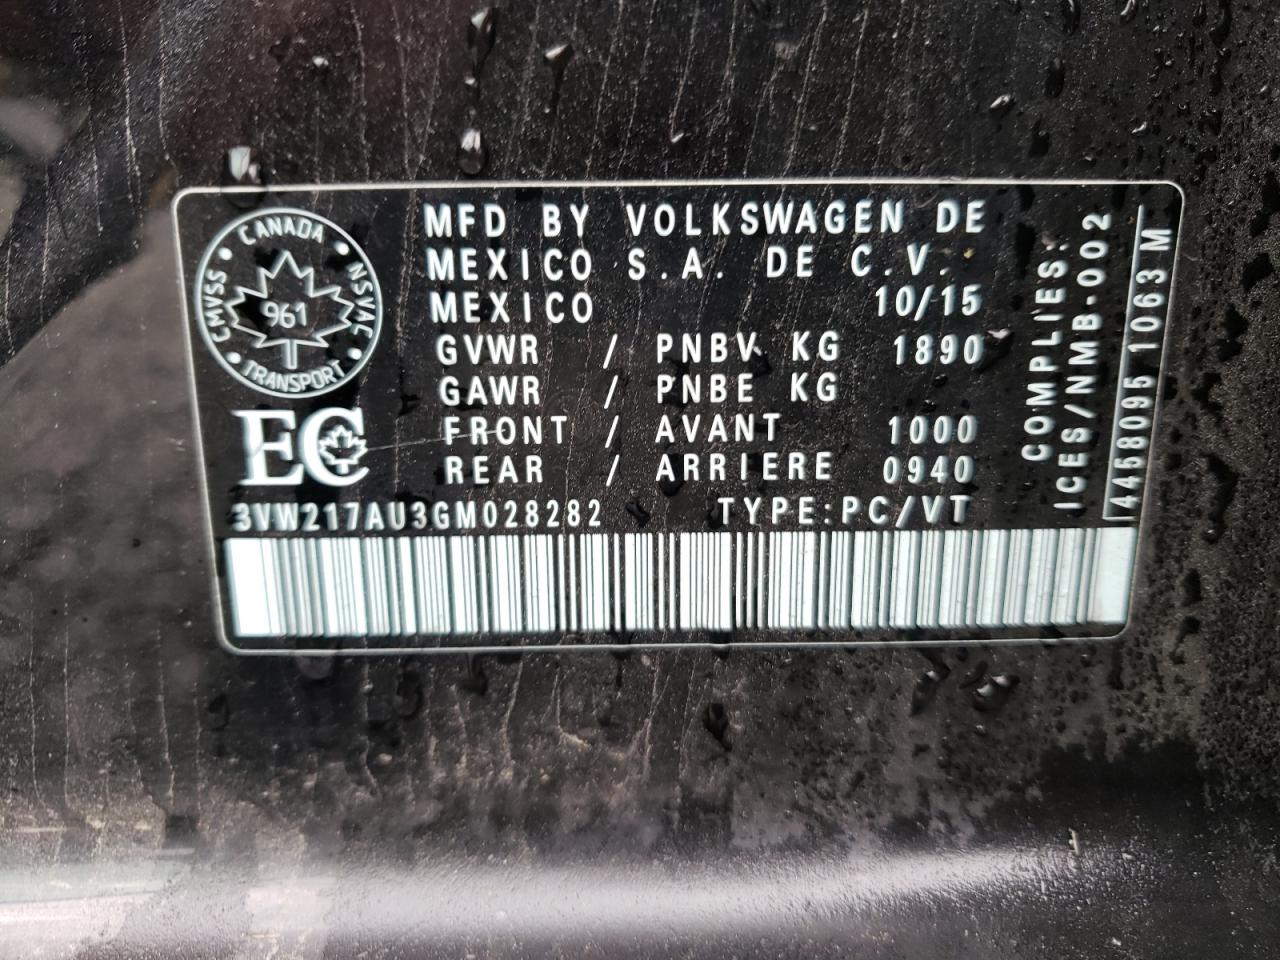 CANADA
CMVSS
NSVAC
961
TRANSPORT
EC
MFD BY VOLKSWAGEN DE
MEXICO S.A. DE C.V.
MEXICO 10/15
GVWR / PNBV KG 1890
GAWR / PNBE KG
FRONT / AVANT 1000
REAR / ARRIERE 0940
3VW217AU3GM028282 TYPE:PC/VT
COMPLIES:
ICES/NMB-002
4468095 1063 M